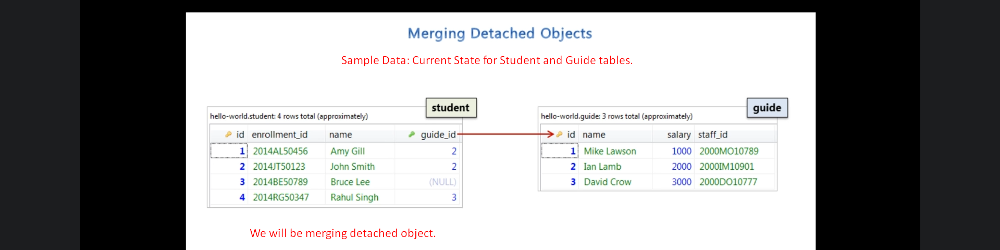 Merging Detached Objects
Sample Data: Current State for Student and Guide tables.
student
hello-world.student: 4 rows total (approximately)
id enrollment_id name guide_id
1 2014AL50456 Amy Gill 2
2 2014JT50123 John Smith 2
3 2014BE50789 Bruce Lee (NULL)
4 2014RG50347 Rahul Singh 3
guide
hello-world.guide: 3 rows total (approximately)
id name salary staff_id
1 Mike Lawson 1000 2000MO10789
2 Ian Lamb 2000 2000IM10901
3 David Crow 3000 2000DO10777
We will be merging detached object.